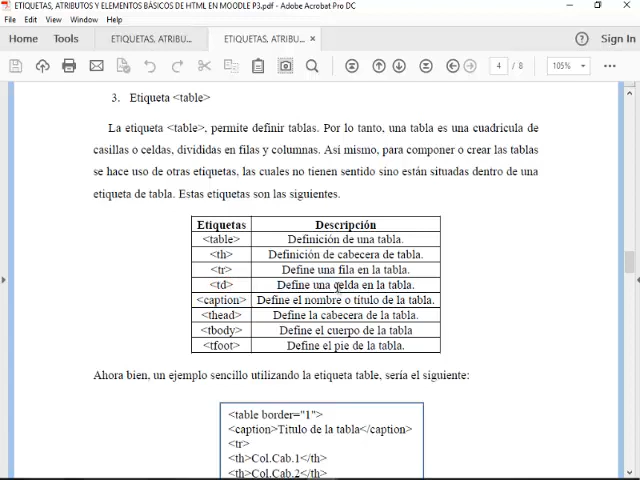 ETIQUETAS, ATRIBUTOS Y ELEMENTOS BÁSICOS DE HTML EN MOODLE P3.pdf - Adobe Acrobat Pro DC
File Edit View Window Help
Home Tools ETIQUETAS, ATRIBU... ETIQUETAS, ATRIBU... × Sign In
4 / 8 105%
3. Etiqueta <table>
La etiqueta <table>, permite definir tablas. Por lo tanto, una tabla es una cuadricula de
casillas o celdas, divididas en filas y columnas. Asi mismo, para componer o crear las tablas
se hace uso de otras etiquetas, las cuales no tienen sentido sino están situadas dentro de una
etiqueta de tabla. Estas etiquetas son las siguientes.
Etiquetas Descripción
<table> Definición de una tabla.
<th> Definición de cabecera de tabla.
<tr> Define una fila en la tabla.
<td> Define una celda en la tabla.
<caption> Define el nombre o título de la tabla.
<thead> Define la cabecera de la tabla.
<tbody> Define el cuerpo de la tabla
<tfoot> Define el pie de la tabla.
Ahora bien, un ejemplo sencillo utilizando la etiqueta table, sería el siguiente:
<table border="1">
<caption>Titulo de la tabla</caption>
<tr>
<th>Col.Cab.1</th>
<th>Col.Cab.2</th>